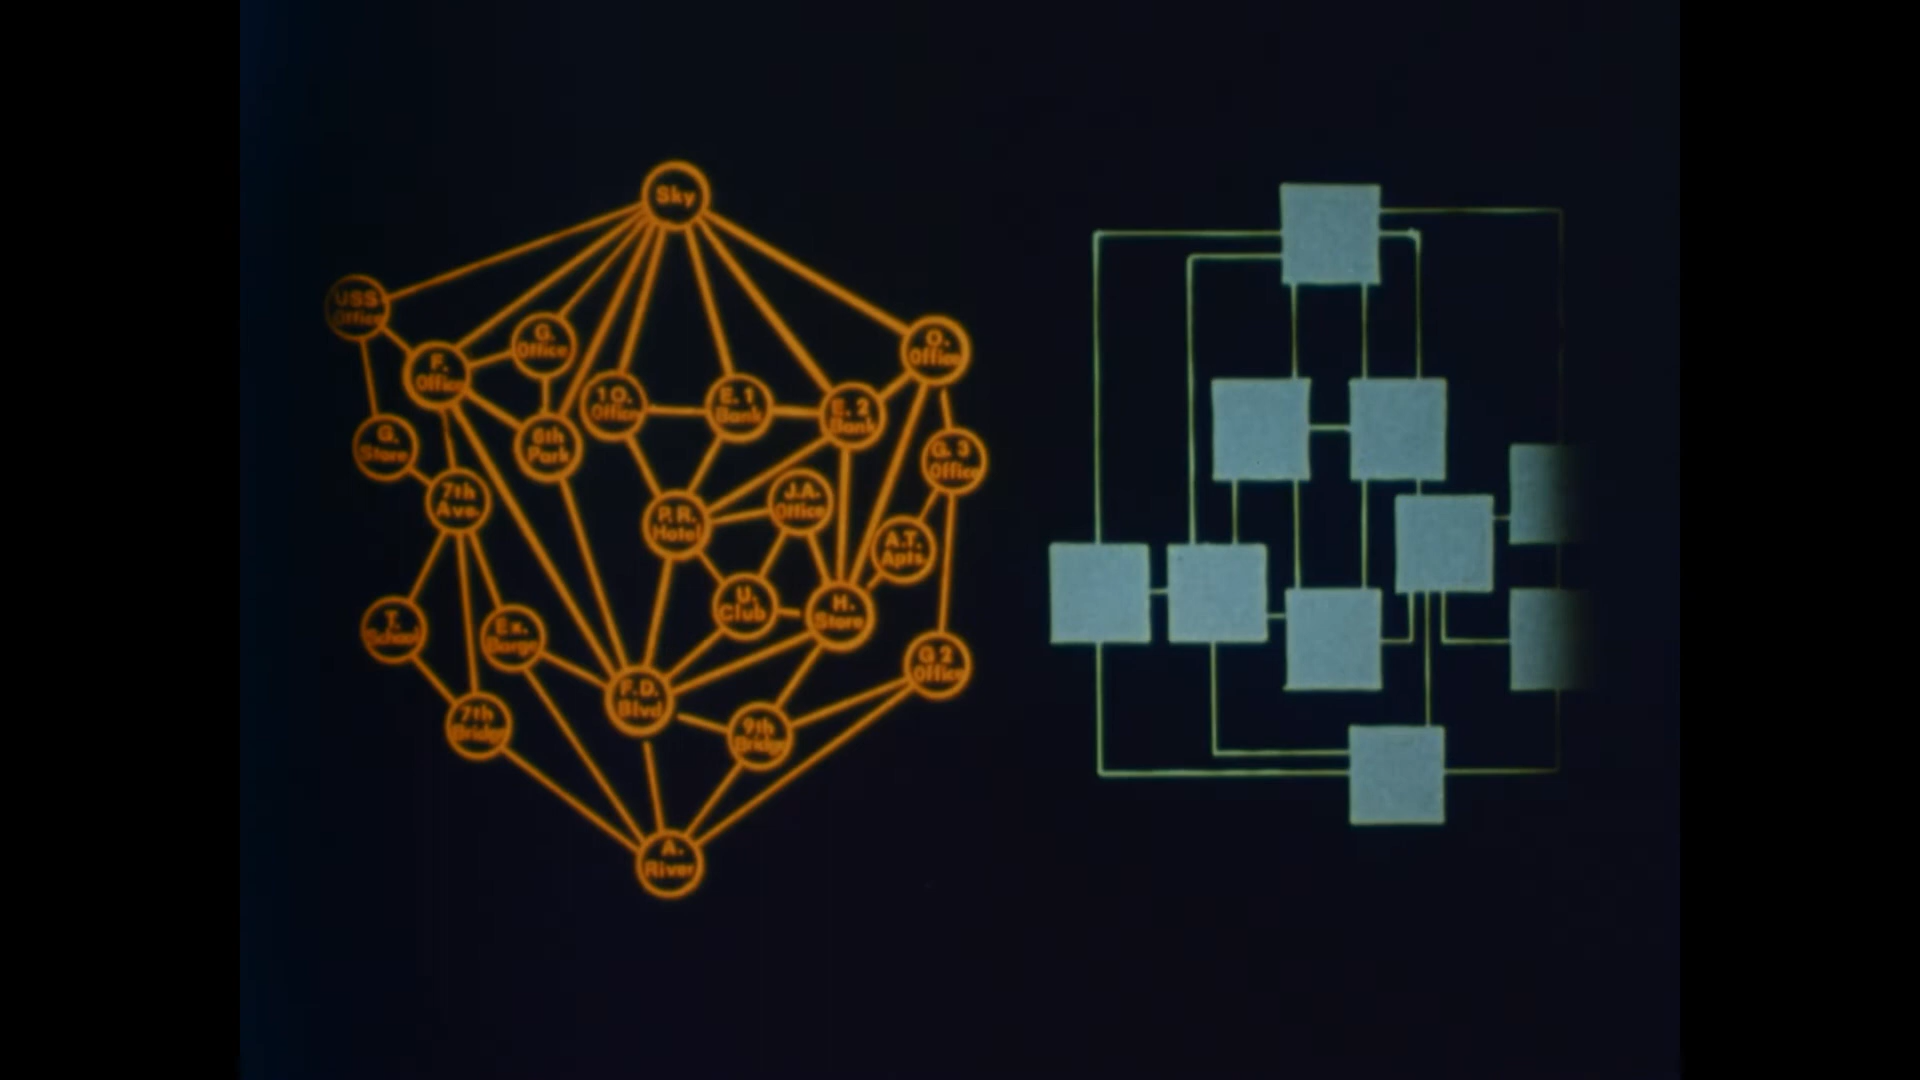 Sky
USS
Office
G.
Office
F.
Office
O.
Office
1 O.
Office
E. 1
Bank
E. 2
Bank
G.
Store
6th
Park
G. 3
Office
7th
Ave.
P.R.
Hotel
J.A.
Office
A.T.
Apts.
T.
School
Ex.
Barge
U.
Club
H.
Store
G 2
Office
F.D.
Blvd
7th
Bridge
9th
Bridge
A.
River